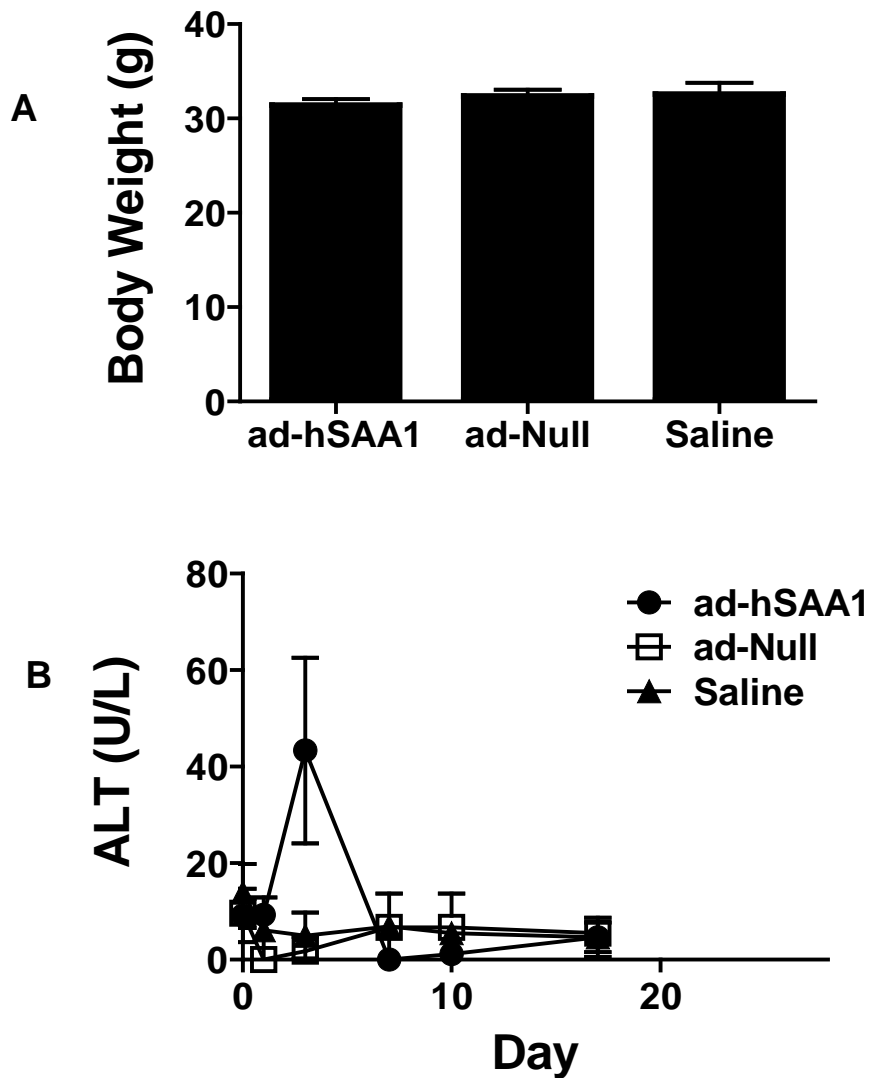 A
Body Weight (g)
40
30
20
10
0
ad-hSAA1 ad-Null Saline
B
ALT (U/L)
80
60
40
20
0
0 10 20
Day
ad-hSAA1
ad-Null
Saline